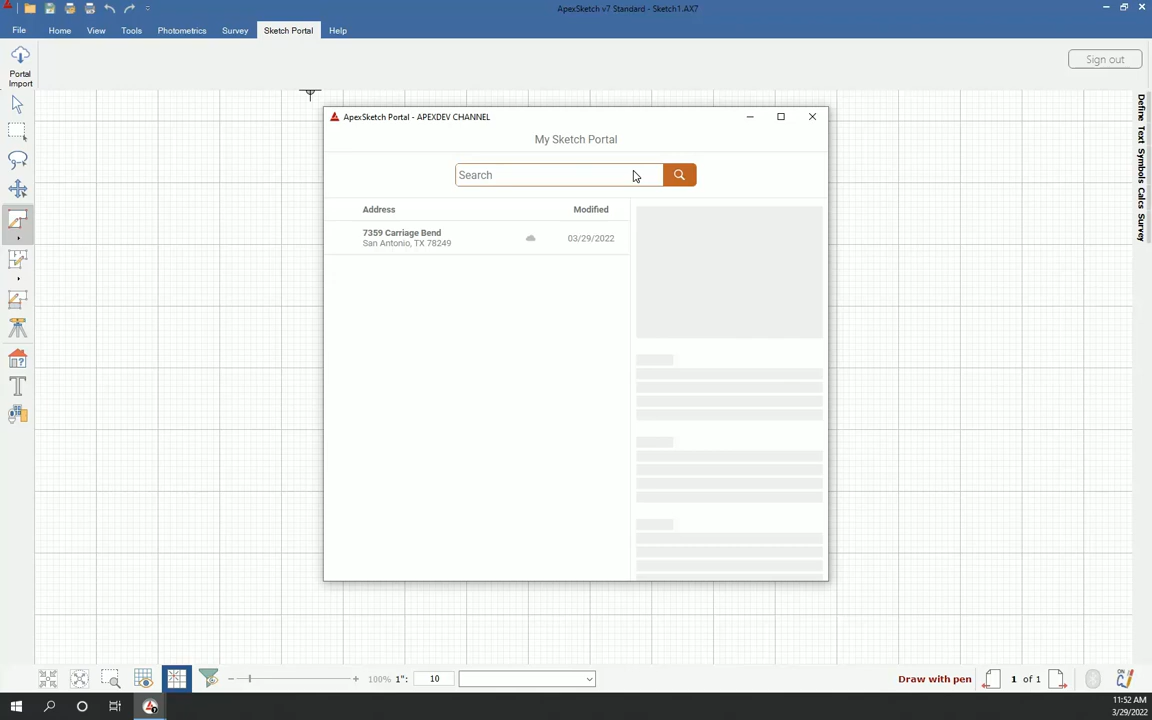 ApexSketch v7 Standard - Sketch1.AX7
File Home View Tools Photometrics Survey Sketch Portal Help
Portal
Import
Sign out
ApexSketch Portal - APEXDEV CHANNEL
My Sketch Portal
Search
Address Modified
7359 Carriage Bend
San Antonio, TX 78249
03/29/2022
Define Text Symbols Calcs Survey
100% 1": 10
Draw with pen 1 of 1
11:52 AM
3/29/2022